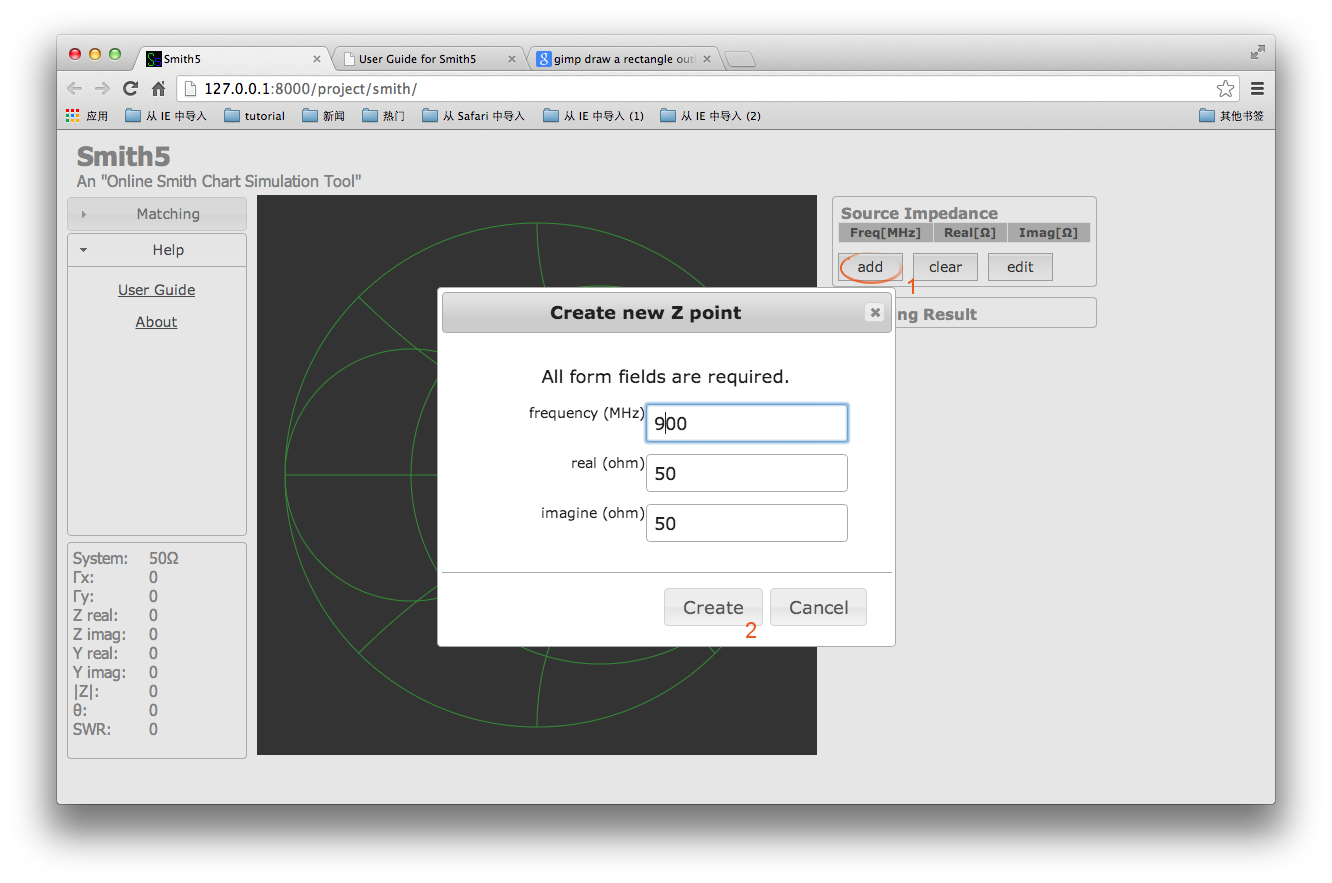 Smith5
User Guide for Smith5
gimp draw a rectangle outl
127.0.0.1:8000/project/smith/
应用 从 IE 中导入 tutorial 新闻 热门 从 Safari 中导入 从 IE 中导入 (1) 从 IE 中导入 (2) 其他书签
Smith5
An "Online Smith Chart Simulation Tool"
Matching
Help
User Guide
About
System: 50Ω
Γx: 0
Γy: 0
Z real: 0
Z imag: 0
Y real: 0
Y imag: 0
|Z|: 0
θ: 0
SWR: 0
Source Impedance
Freq[MHz] Real[Ω] Imag[Ω]
add clear edit
1
ng Result
Create new Z point
All form fields are required.
frequency (MHz) 900
real (ohm) 50
imagine (ohm) 50
Create Cancel
2